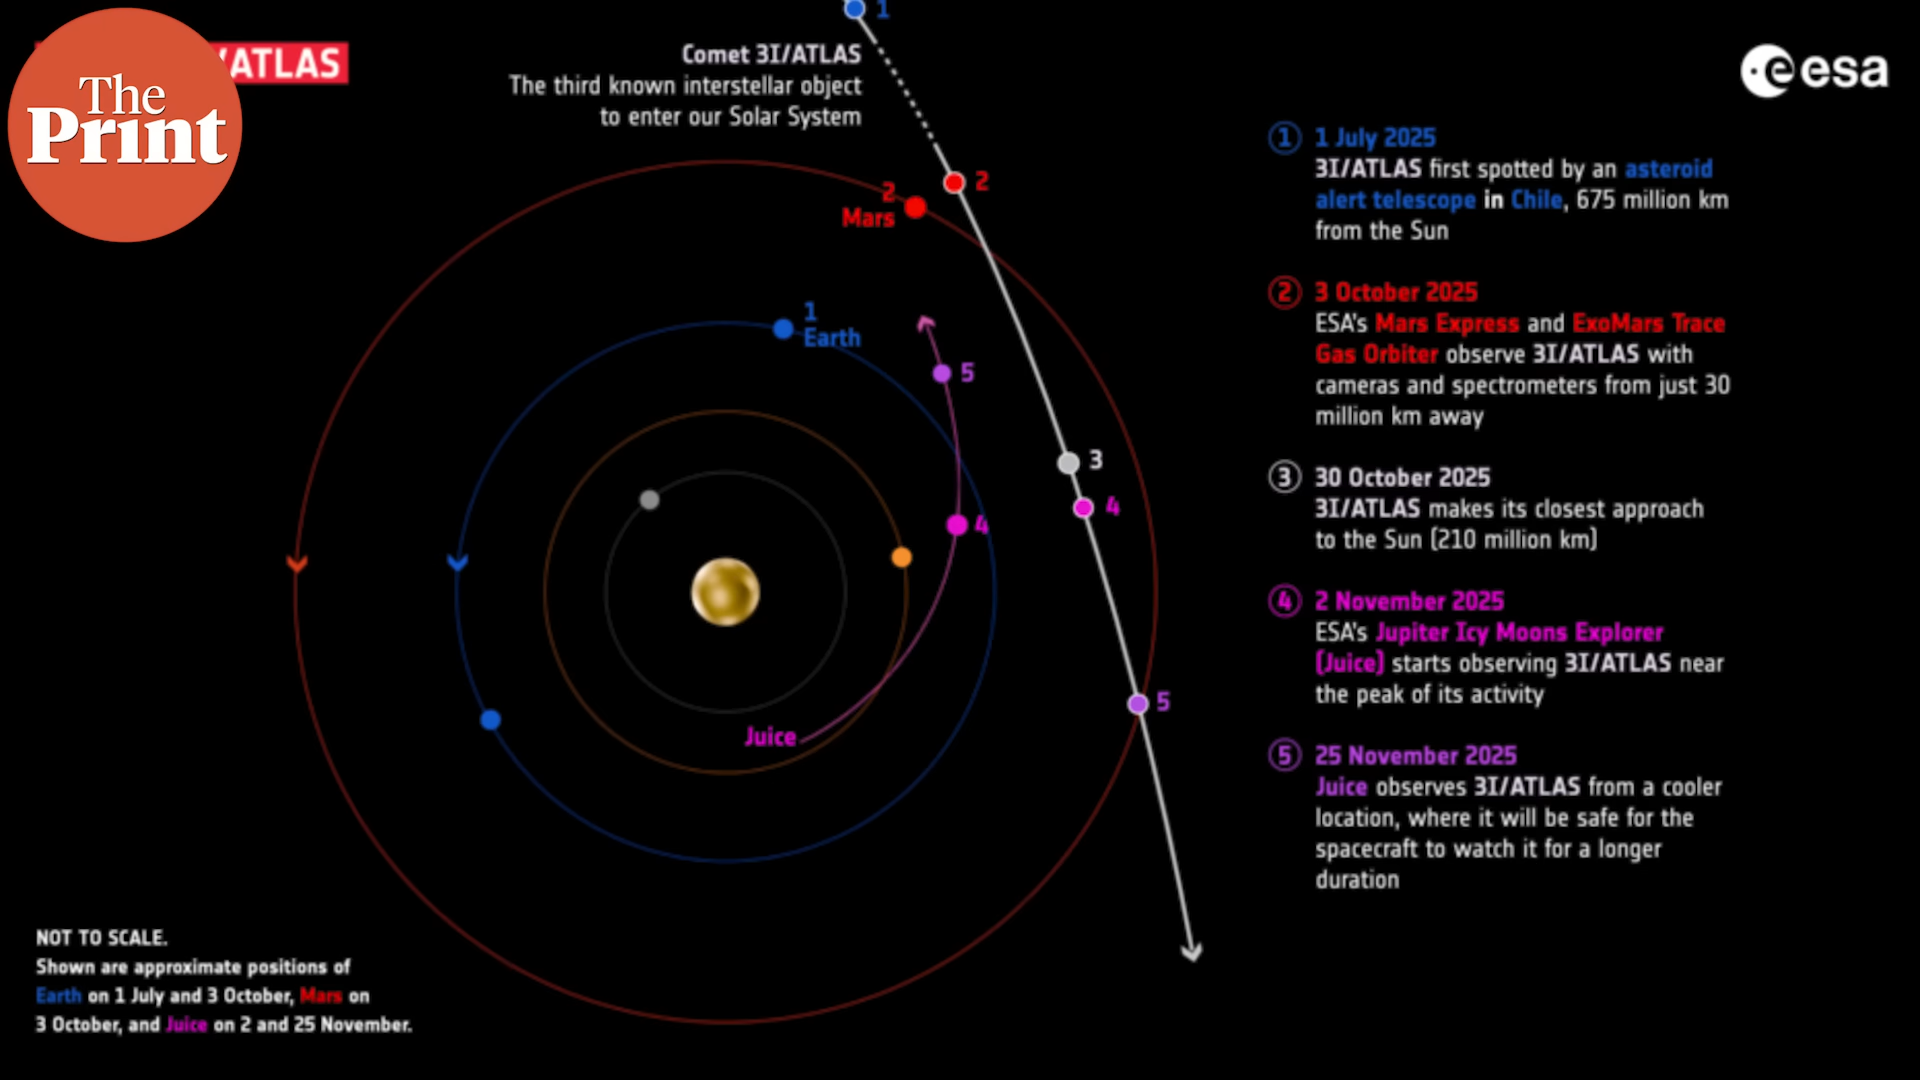 The
Print
/ATLAS
1
Comet 3I/ATLAS
The third known interstellar object
to enter our Solar System
esa
2
2
Mars
1
Earth
5
3
4
4
5
Juice
1 1 July 2025
3I/ATLAS first spotted by an asteroid
alert telescope in Chile, 675 million km
from the Sun
2 3 October 2025
ESA's Mars Express and ExoMars Trace
Gas Orbiter observe 3I/ATLAS with
cameras and spectrometers from just 30
million km away
3 30 October 2025
3I/ATLAS makes its closest approach
to the Sun (210 million km)
4 2 November 2025
ESA's Jupiter Icy Moons Explorer
(Juice) starts observing 3I/ATLAS near
the peak of its activity
5 25 November 2025
Juice observes 3I/ATLAS from a cooler
location, where it will be safe for the
spacecraft to watch it for a longer
duration
NOT TO SCALE.
Shown are approximate positions of
Earth on 1 July and 3 October, Mars on
3 October, and Juice on 2 and 25 November.